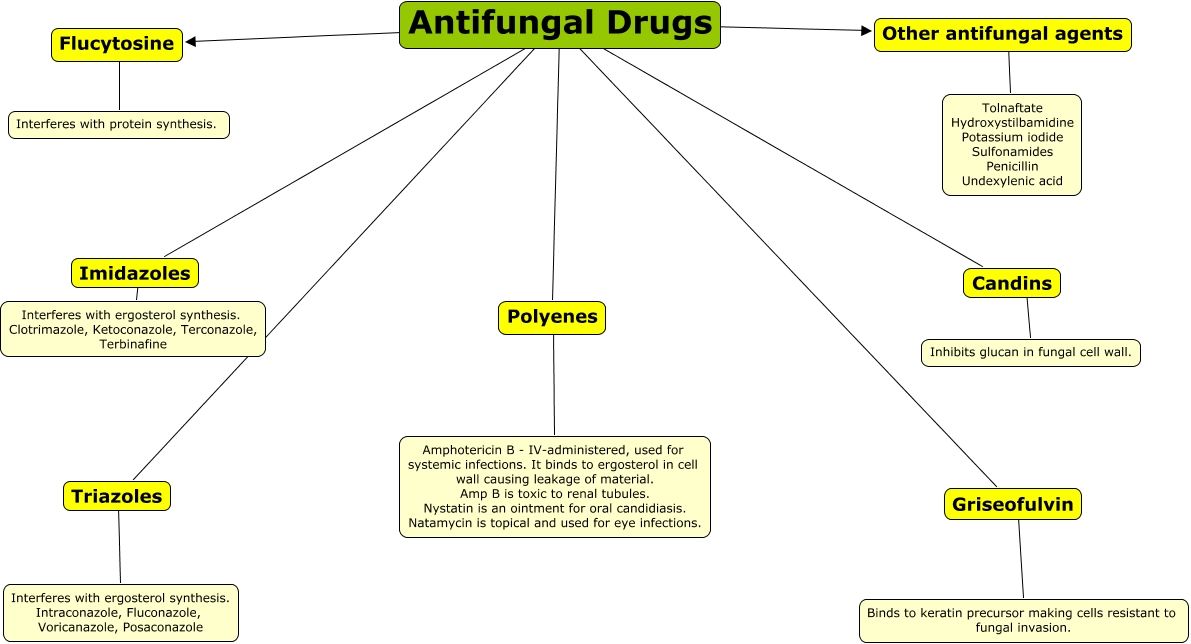 Antifungal Drugs
Flucytosine
Interferes with protein synthesis.
Other antifungal agents
Tolnaftate
Hydroxystilbamidine
Potassium iodide
Sulfonamides
Penicillin
Undexylenic acid
Imidazoles
Interferes with ergosterol synthesis.
Clotrimazole, Ketoconazole, Terconazole,
Terbinafine
Polyenes
Amphotericin B - IV-administered, used for
systemic infections. It binds to ergosterol in cell
wall causing leakage of material.
Amp B is toxic to renal tubules.
Nystatin is an ointment for oral candidiasis.
Natamycin is topical and used for eye infections.
Candins
Inhibits glucan in fungal cell wall.
Triazoles
Interferes with ergosterol synthesis.
Intraconazole, Fluconazole,
Voricanazole, Posaconazole
Griseofulvin
Binds to keratin precursor making cells resistant to
fungal invasion.